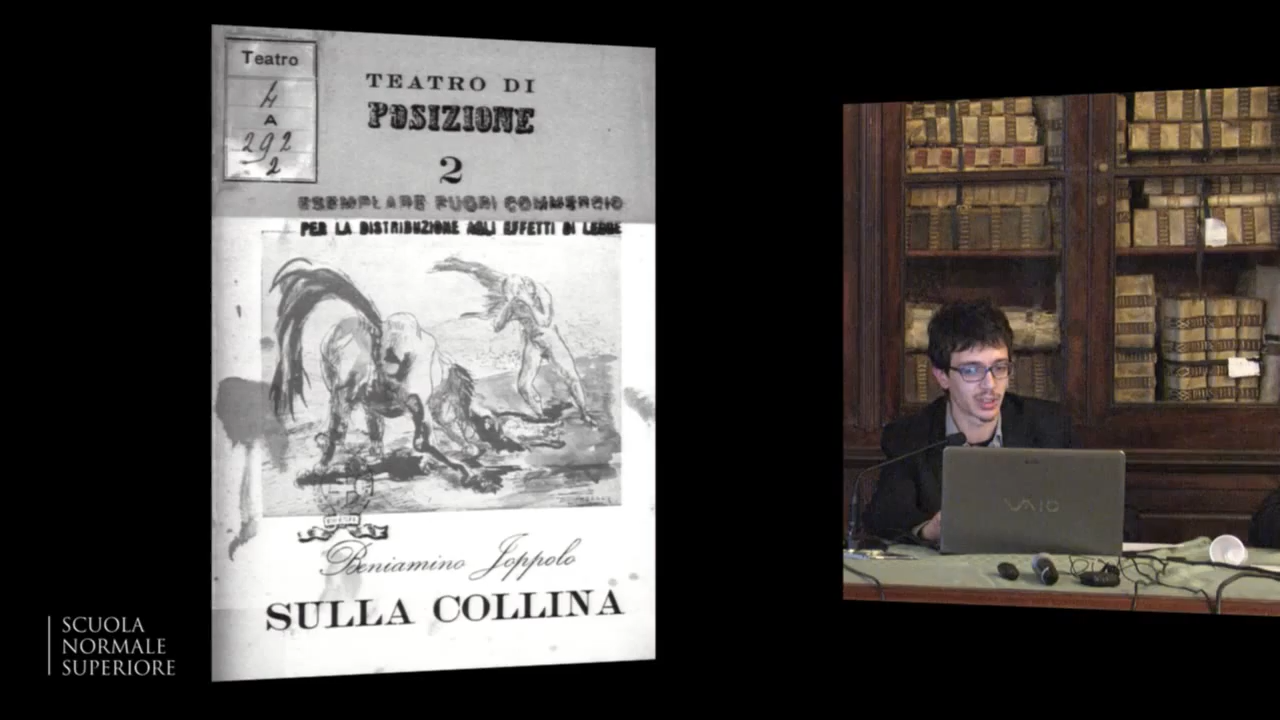 Teatro
4
A
292
2
TEATRO DI
POSIZIONE
2
ESEMPLARE FUORI COMMERCIO
PER LA DISTRIBUZIONE AGLI EFFETTI DI LEGGE
Beniamino Joppolo
SULLA COLLINA
SCUOLA
NORMALE
SUPERIORE
VAIO